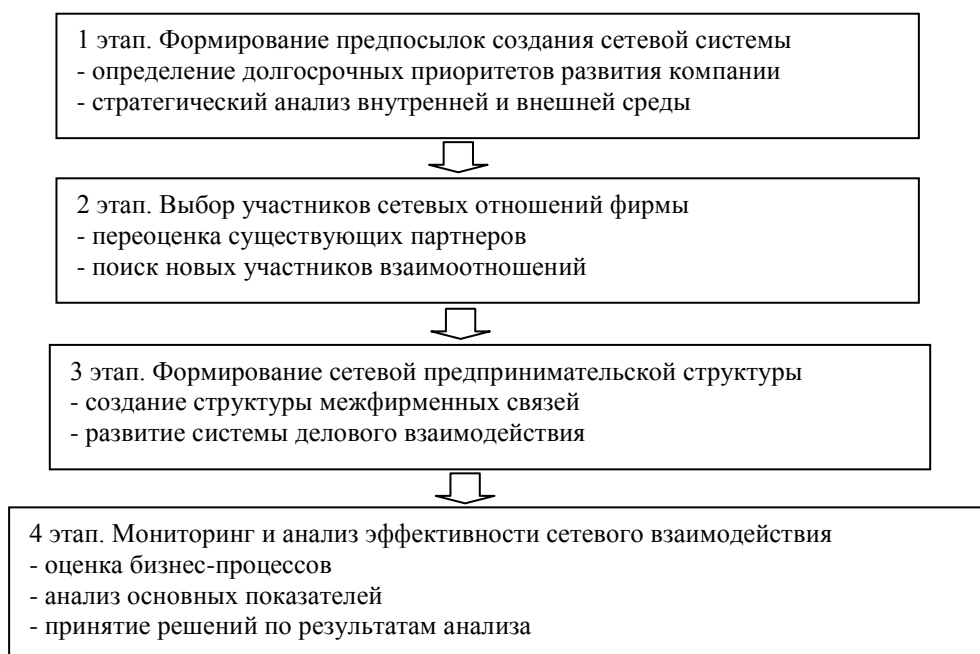 1 этап. Формирование предпосылок создания сетевой системы
- определение долгосрочных приоритетов развития компании
- стратегический анализ внутренней и внешней среды
2 этап. Выбор участников сетевых отношений фирмы
- переоценка существующих партнеров
- поиск новых участников взаимоотношений
3 этап. Формирование сетевой предпринимательской структуры
- создание структуры межфирменных связей
- развитие системы делового взаимодействия
4 этап. Мониторинг и анализ эффективности сетевого взаимодействия
- оценка бизнес-процессов
- анализ основных показателей
- принятие решений по результатам анализа